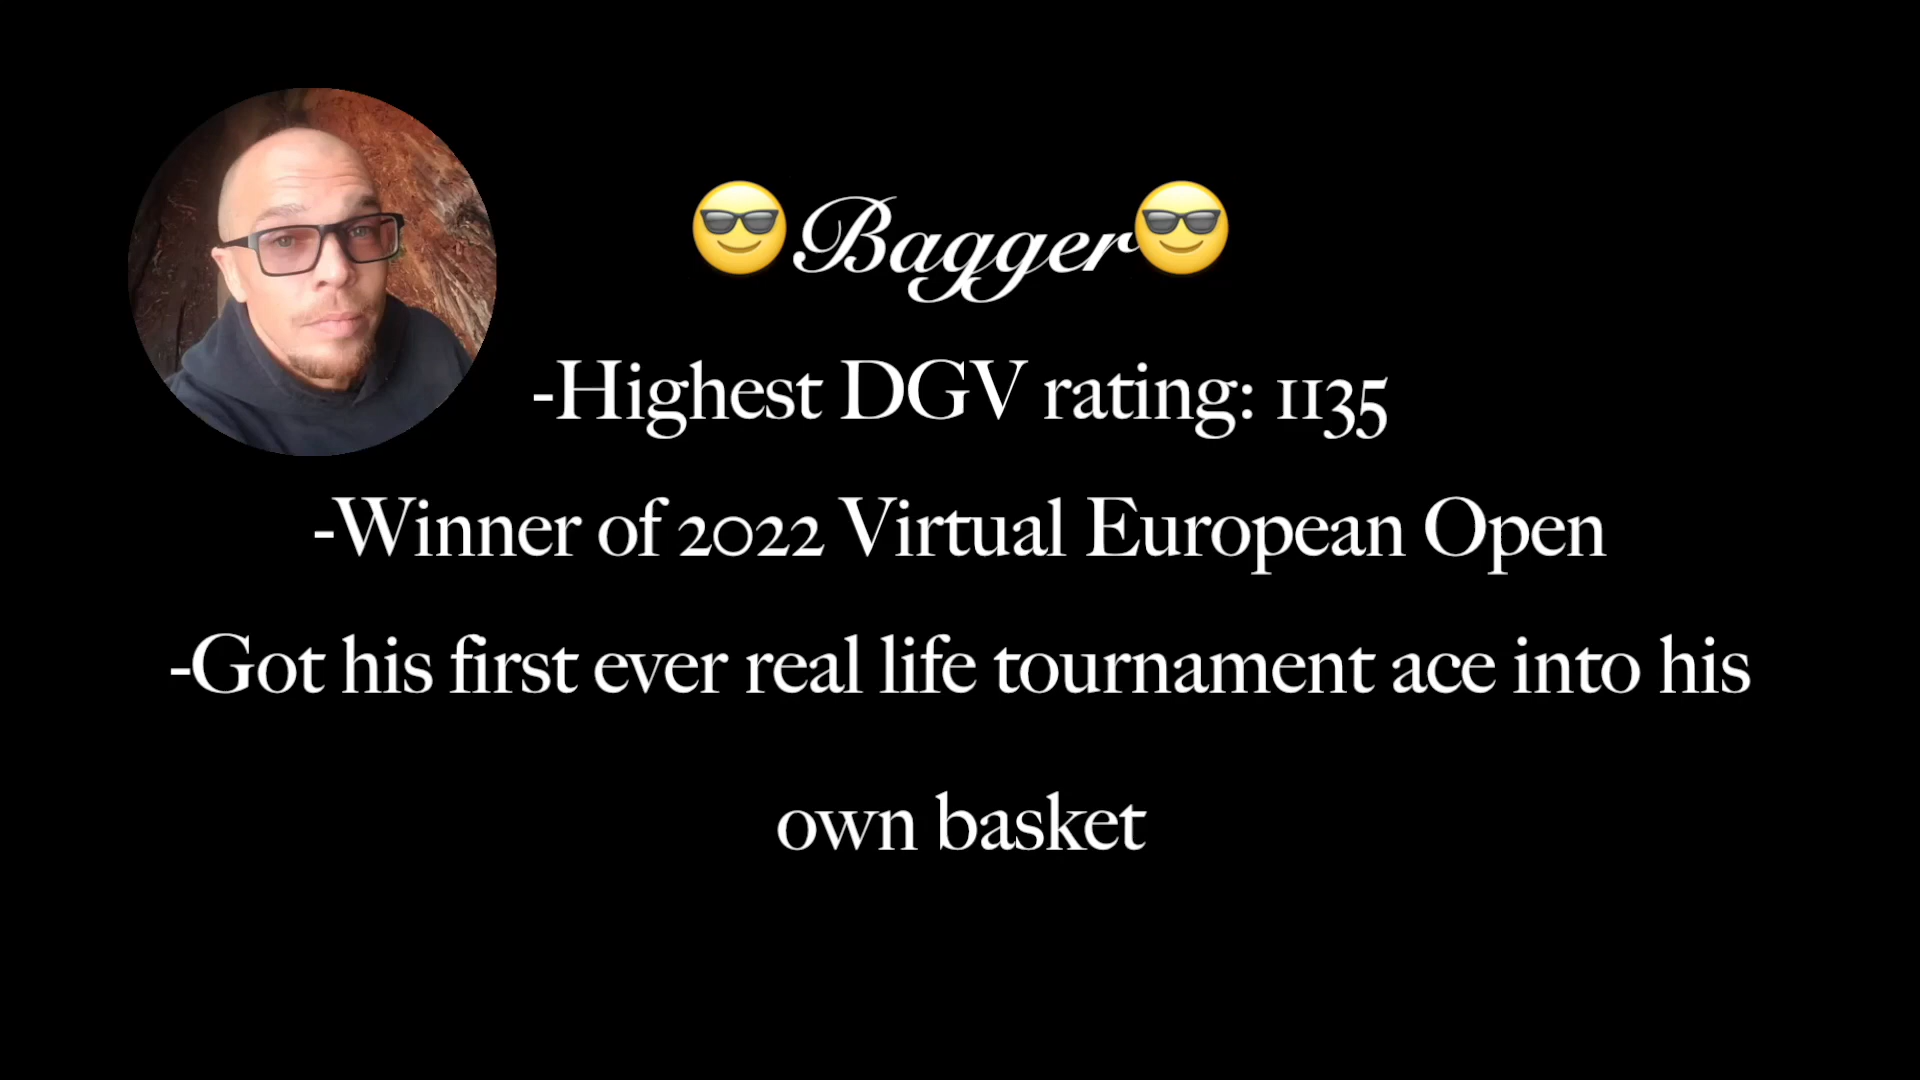 😎Bagger😎
-Highest DGV rating: 1135
-Winner of 2022 Virtual European Open
-Got his first ever real life tournament ace into his
own basket